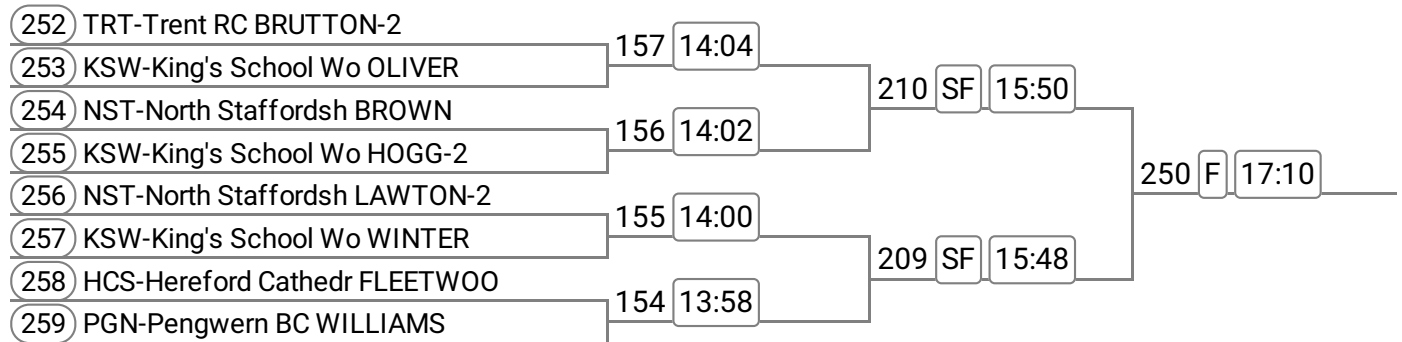 252 TRT-Trent RC BRUTTON-2
157 14:04
253 KSW-King's School Wo OLIVER
210 SF 15:50
254 NST-North Staffordsh BROWN
156 14:02
255 KSW-King's School Wo HOGG-2
250 F 17:10
256 NST-North Staffordsh LAWTON-2
155 14:00
257 KSW-King's School Wo WINTER
209 SF 15:48
258 HCS-Hereford Cathedr FLEETWOO
154 13:58
259 PGN-Pengwern BC WILLIAMS